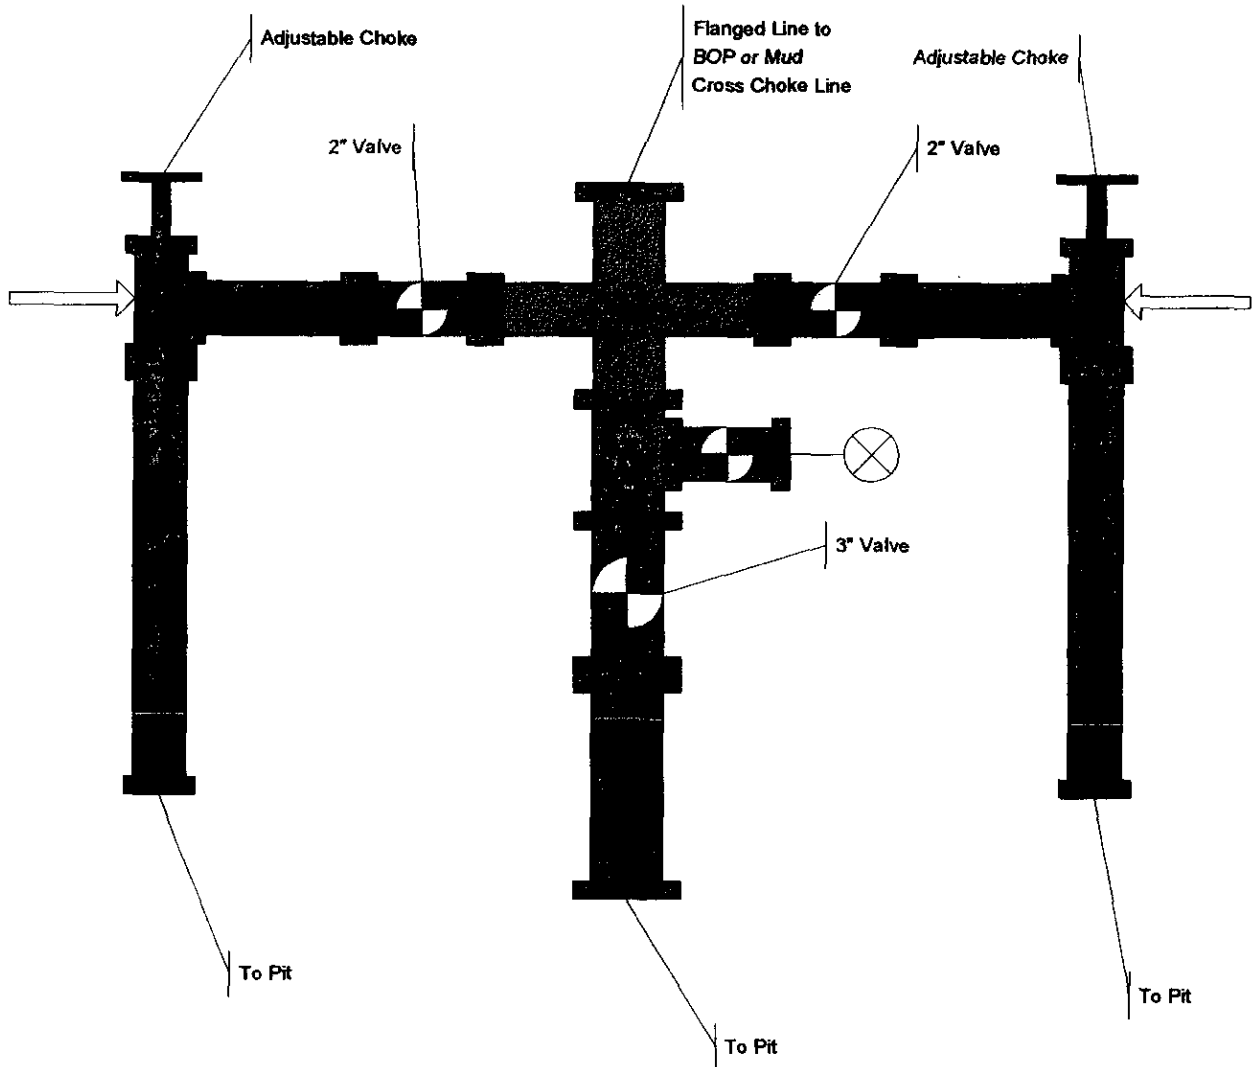 Adjustable Choke
Flanged Line to
BOP or Mud
Cross Choke Line
Adjustable Choke
2" Valve
2" Valve
3" Valve
To Pit
To Pit
To Pit